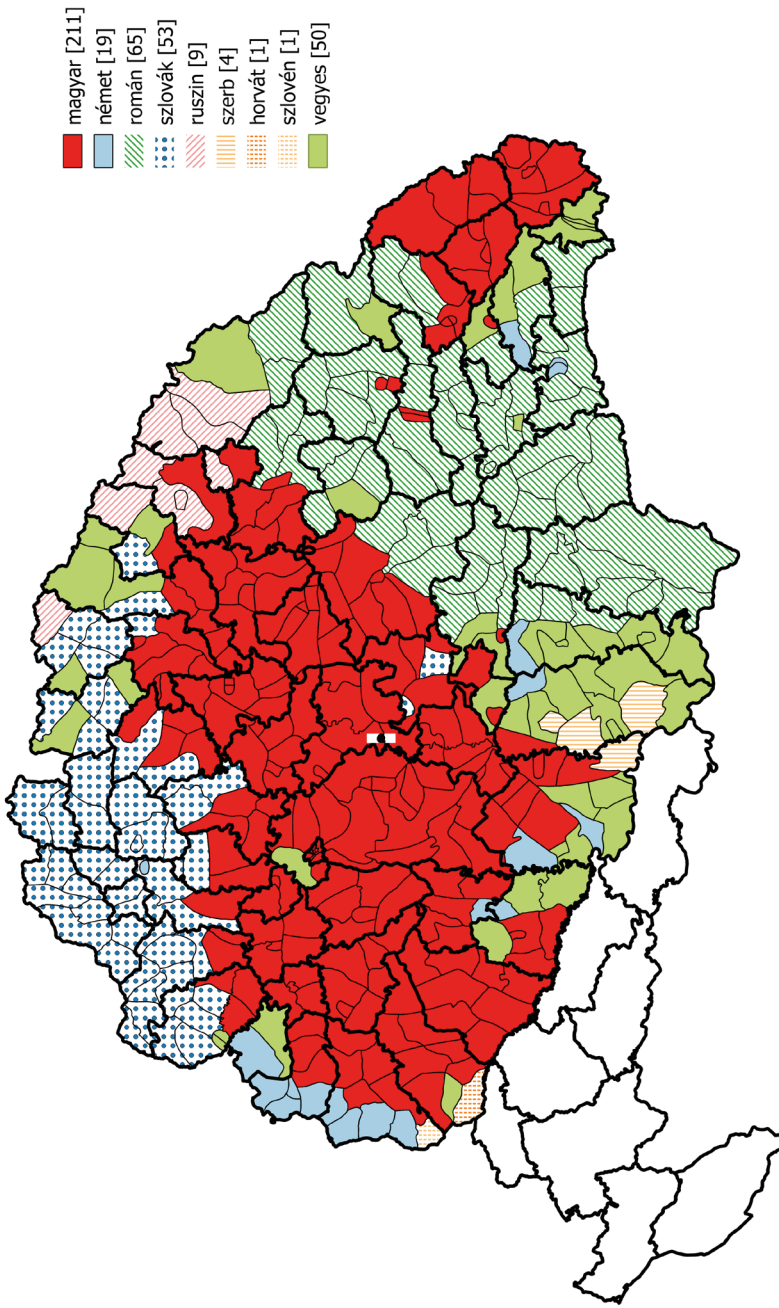 magyar [211]
német [19]
román [65]
szlovák [53]
ruszin [9]
szerb [4]
horvát [1]
szlovén [1]
vegyes [50]